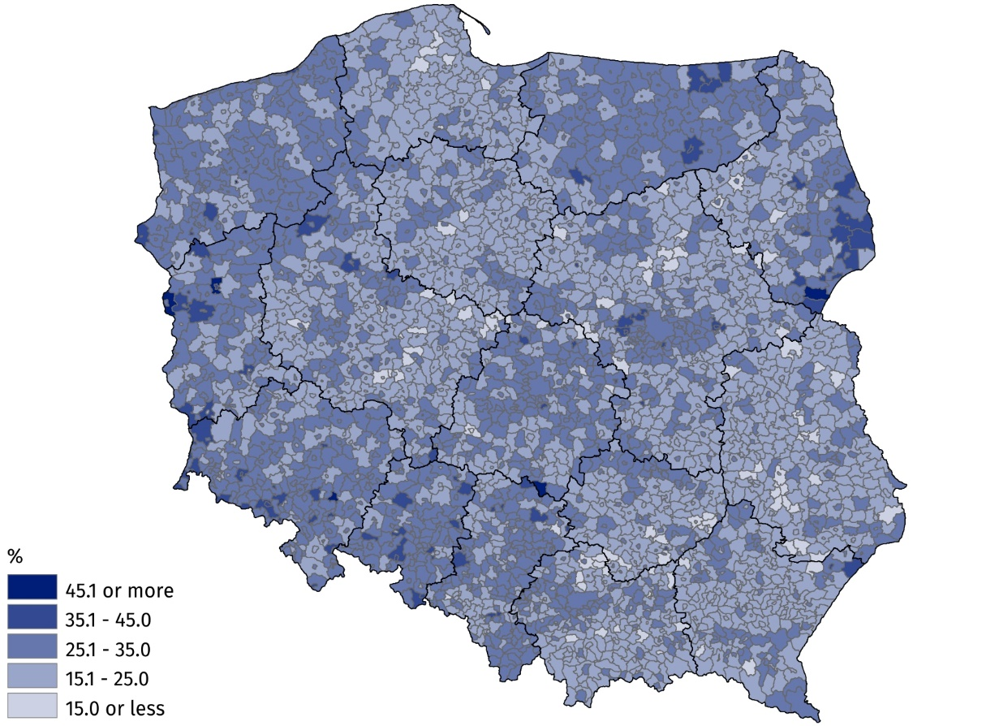 %
45.1 or more
35.1 - 45.0
25.1 - 35.0
15.1 - 25.0
15.0 or less